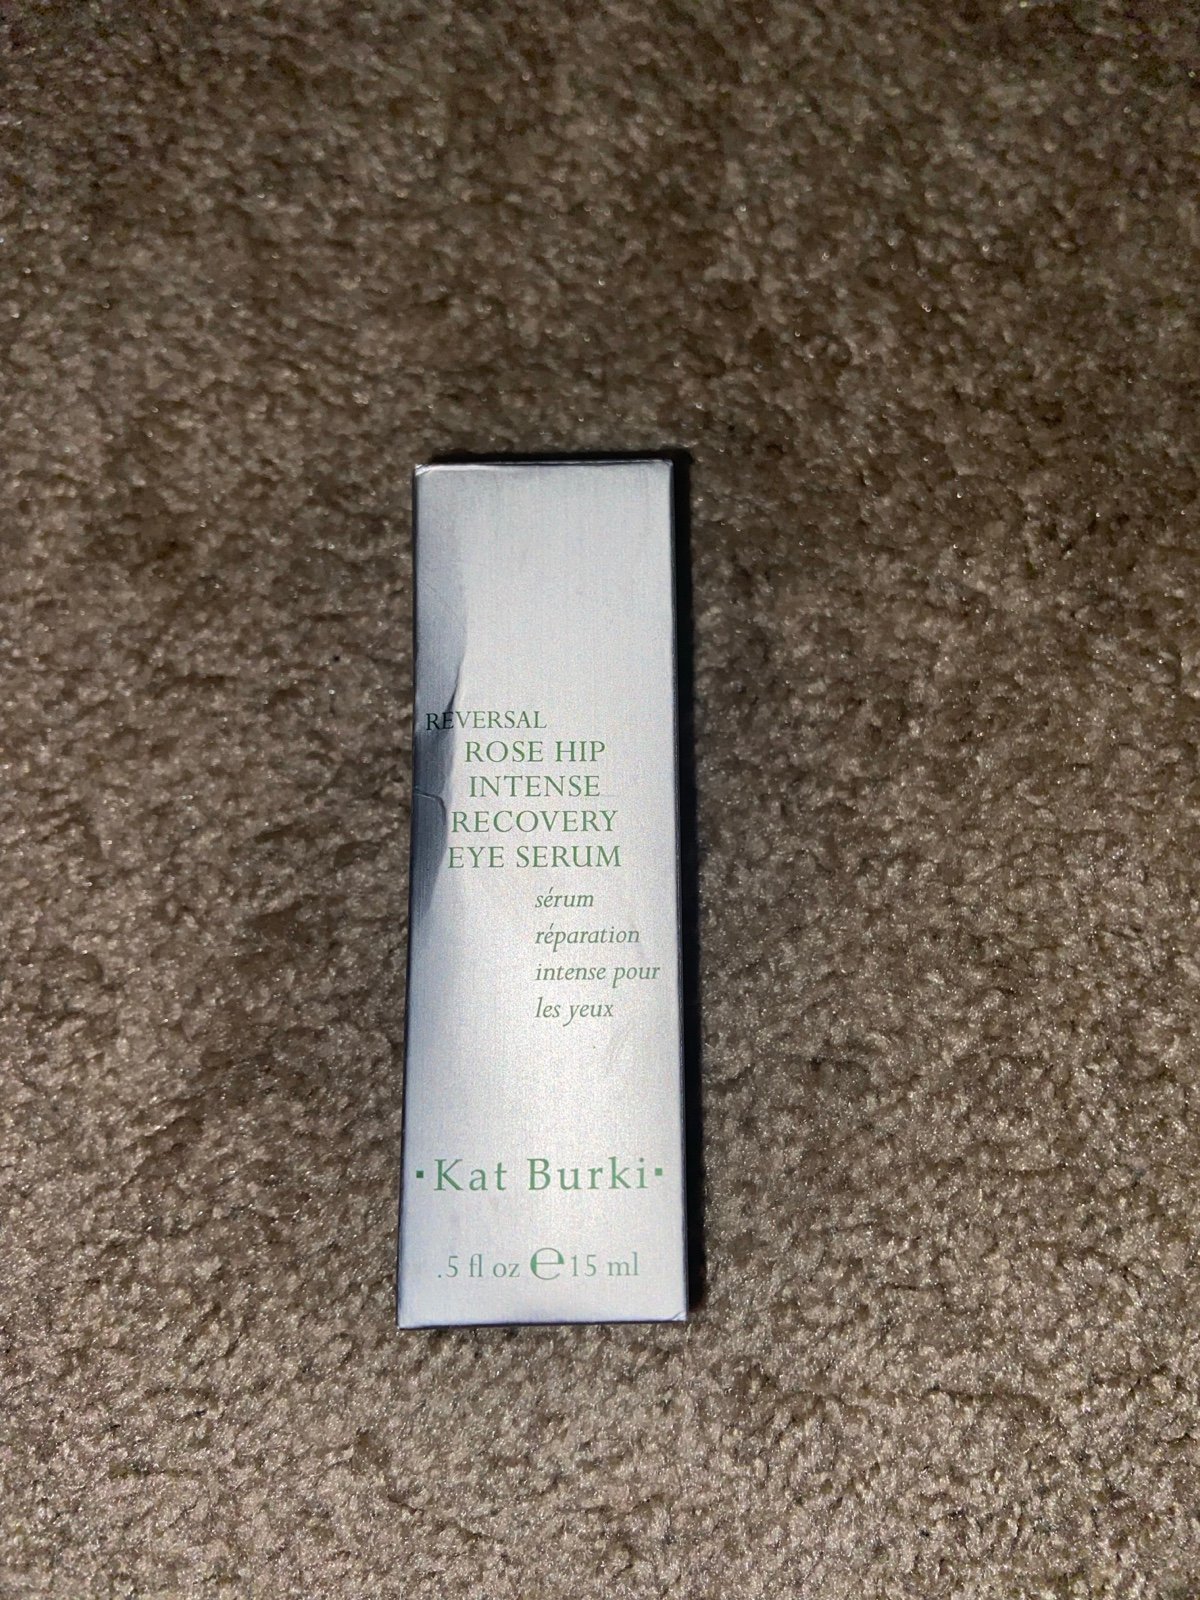 REVERSAL
ROSE HIP
INTENSE
RECOVERY
EYE SERUM
sérum
réparation
intense pour
les yeux
·Kat Burki·
.5 fl oz ℮ 15 ml